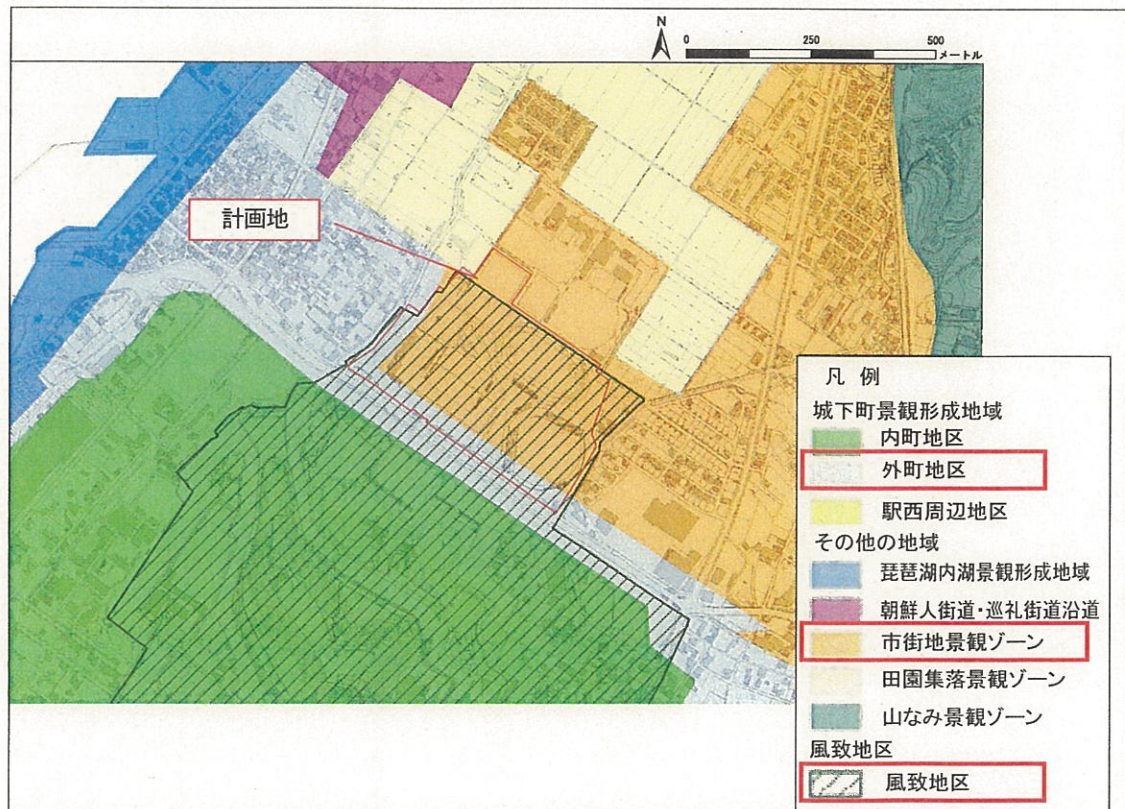 N
0 250 500
メートル
計画地
凡 例
城下町景観形成地域
内町地区
外町地区
駅西周辺地区
その他の地域
琵琶湖内湖景観形成地域
朝鮮人街道・巡礼街道沿道
市街地景観ゾーン
田園集落景観ゾーン
山なみ景観ゾーン
風致地区
風致地区